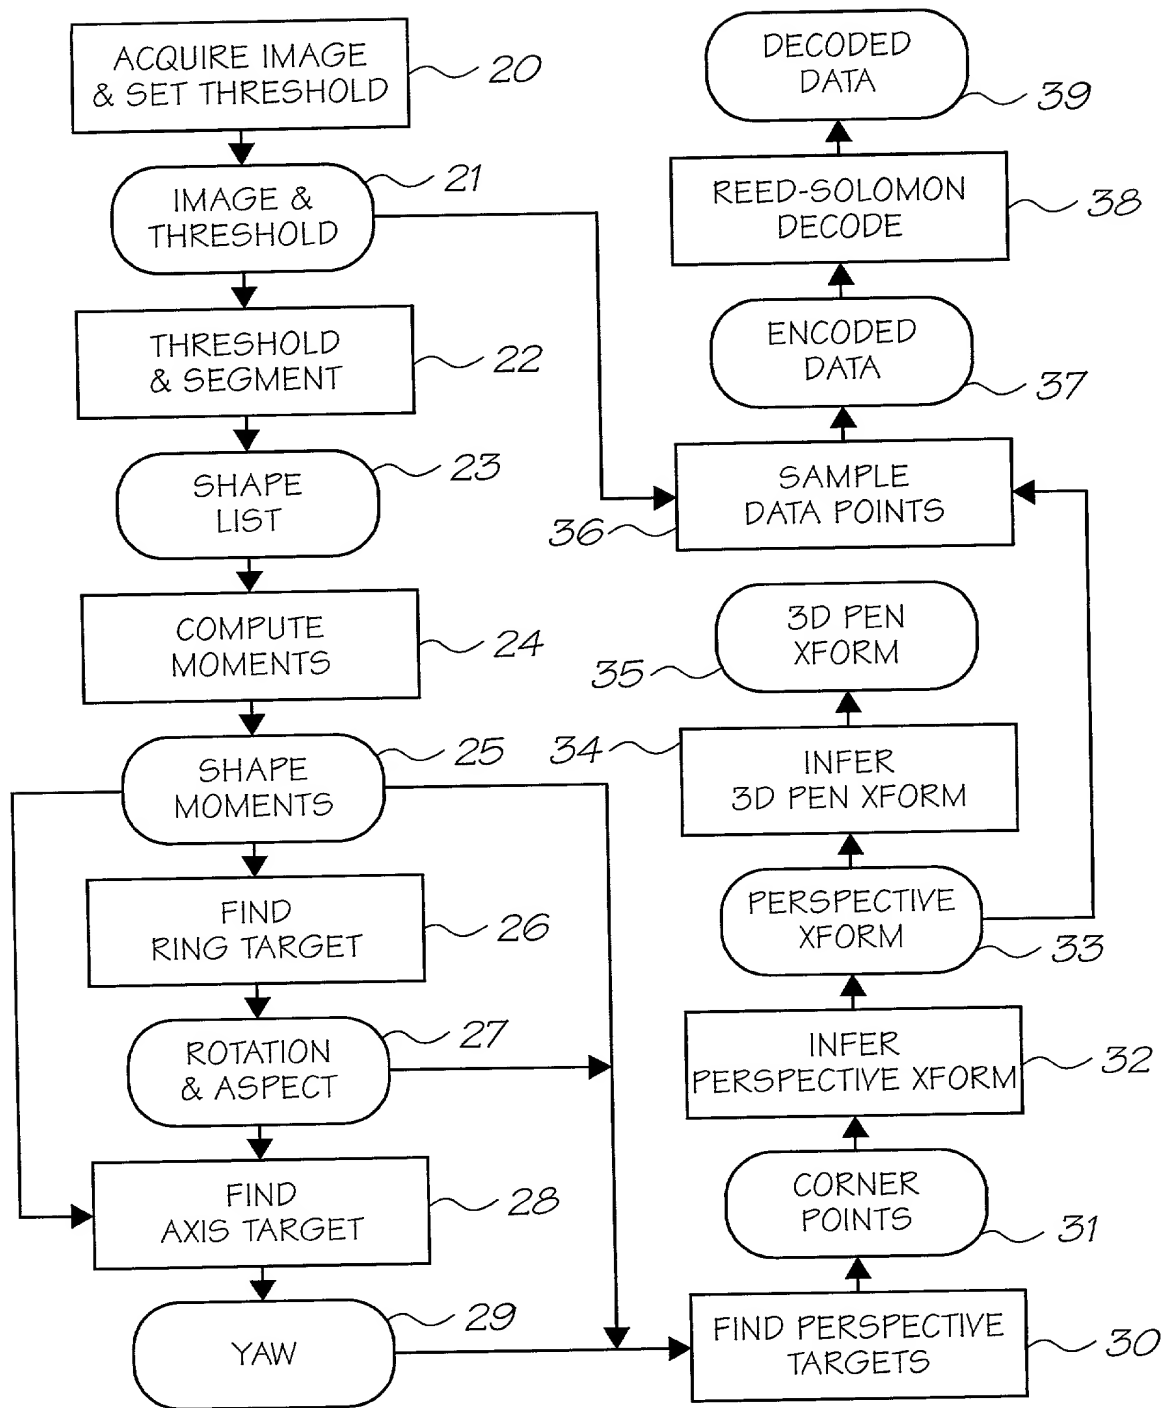 ACQUIRE IMAGE
& SET THRESHOLD
20
IMAGE &
THRESHOLD
21
THRESHOLD
& SEGMENT
22
SHAPE
LIST
23
COMPUTE
MOMENTS
24
SHAPE
MOMENTS
25
FIND
RING TARGET
26
ROTATION
& ASPECT
27
FIND
AXIS TARGET
28
YAW
29
DECODED
DATA
39
REED-SOLOMON
DECODE
38
ENCODED
DATA
37
SAMPLE
DATA POINTS
36
3D PEN
XFORM
35
34
INFER
3D PEN XFORM
PERSPECTIVE
XFORM
33
INFER
PERSPECTIVE XFORM
32
CORNER
POINTS
31
FIND PERSPECTIVE
TARGETS
30